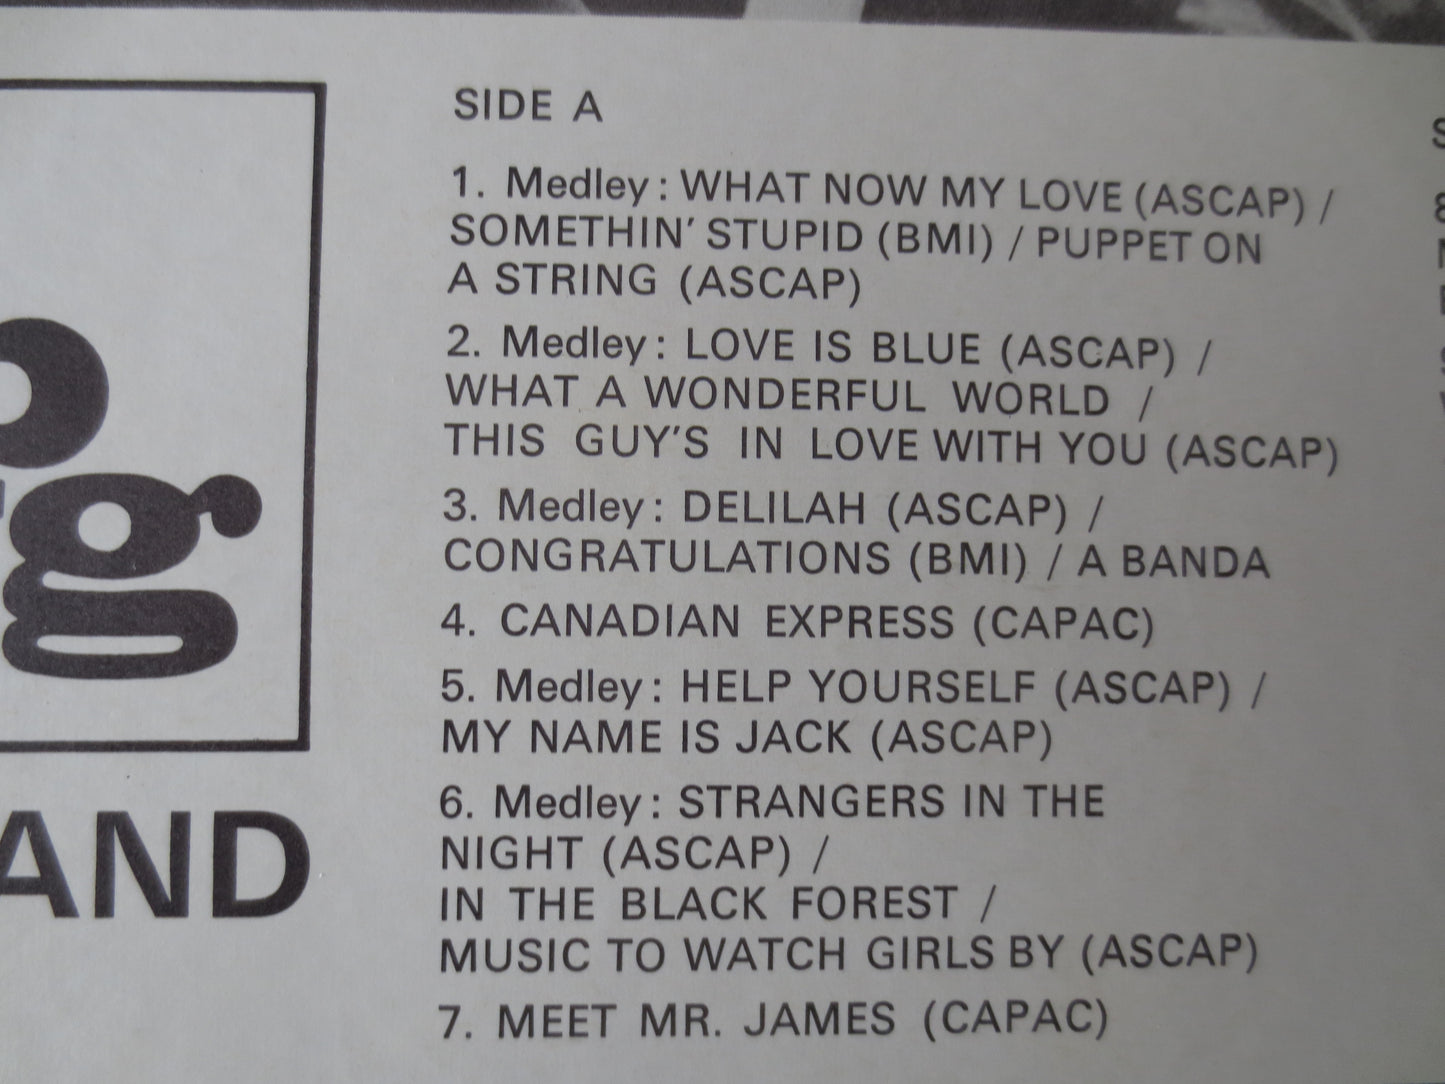 SIDE A
1. Medley: WHAT NOW MY LOVE (ASCAP) /
SOMETHIN' STUPID (BMI) / PUPPET ON
A STRING (ASCAP)
2. Medley: LOVE IS BLUE (ASCAP) /
WHAT A WONDERFUL WORLD /
THIS GUY'S IN LOVE WITH YOU (ASCAP)
3. Medley: DELILAH (ASCAP) /
CONGRATULATIONS (BMI) / A BANDA
4. CANADIAN EXPRESS (CAPAC)
5. Medley: HELP YOURSELF (ASCAP) /
MY NAME IS JACK (ASCAP)
6. Medley: STRANGERS IN THE
NIGHT (ASCAP) /
IN THE BLACK FOREST /
MUSIC TO WATCH GIRLS BY (ASCAP)
7. MEET MR. JAMES (CAPAC)
g
AND